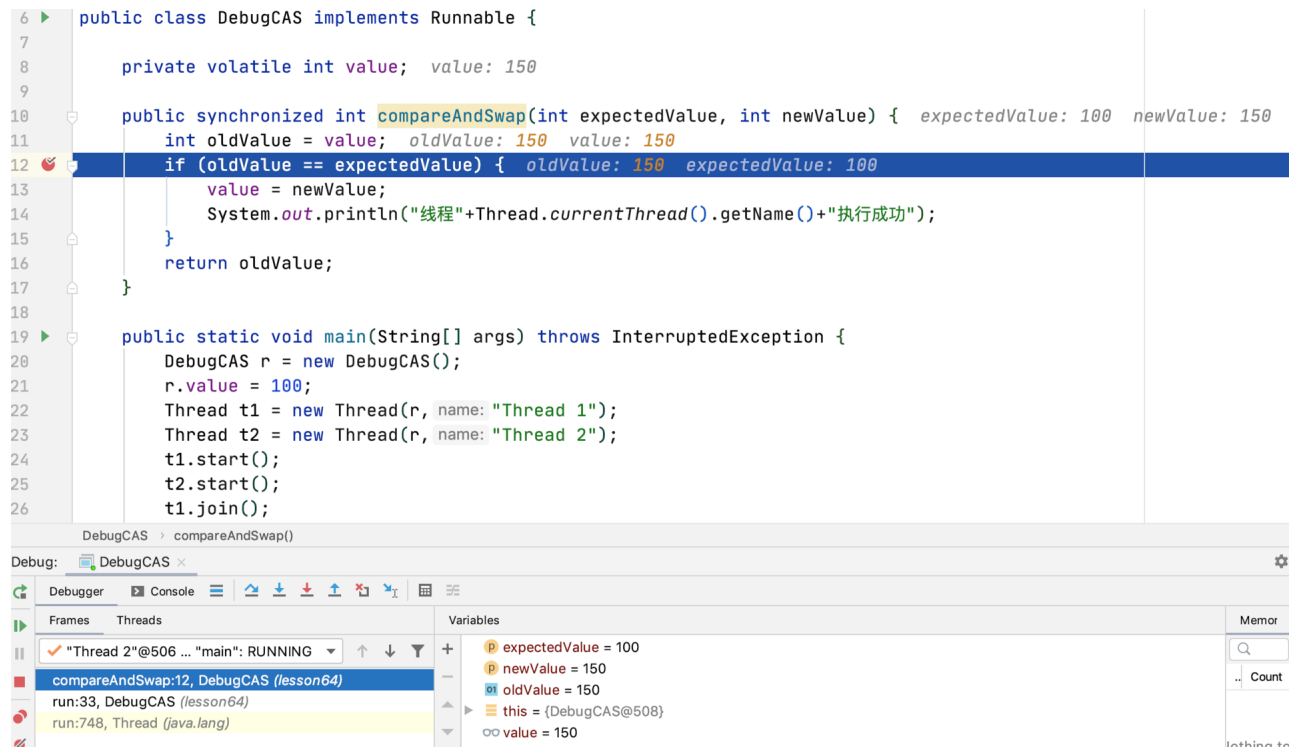 6 public class DebugCAS implements Runnable {
7
8 private volatile int value; value: 150
9
10 public synchronized int compareAndSwap(int expectedValue, int newValue) { expectedValue: 100 newValue: 150
11 int oldValue = value; oldValue: 150 value: 150
12 if (oldValue == expectedValue) { oldValue: 150 expectedValue: 100
13 value = newValue;
14 System.out.println("线程"+Thread.currentThread().getName()+"执行成功");
15 }
16 return oldValue;
17 }
18
19 public static void main(String[] args) throws InterruptedException {
20 DebugCAS r = new DebugCAS();
21 r.value = 100;
22 Thread t1 = new Thread(r, name: "Thread 1");
23 Thread t2 = new Thread(r, name: "Thread 2");
24 t1.start();
25 t2.start();
26 t1.join();
DebugCAS › compareAndSwap()
Debug: DebugCAS ×
Debugger Console
Frames Threads Variables Memor
"Thread 2"@506 ... "main": RUNNING
compareAndSwap:12, DebugCAS (lesson64)
run:33, DebugCAS (lesson64)
run:748, Thread (java.lang)
expectedValue = 100
newValue = 150
oldValue = 150
this = {DebugCAS@508}
value = 150
.. Count